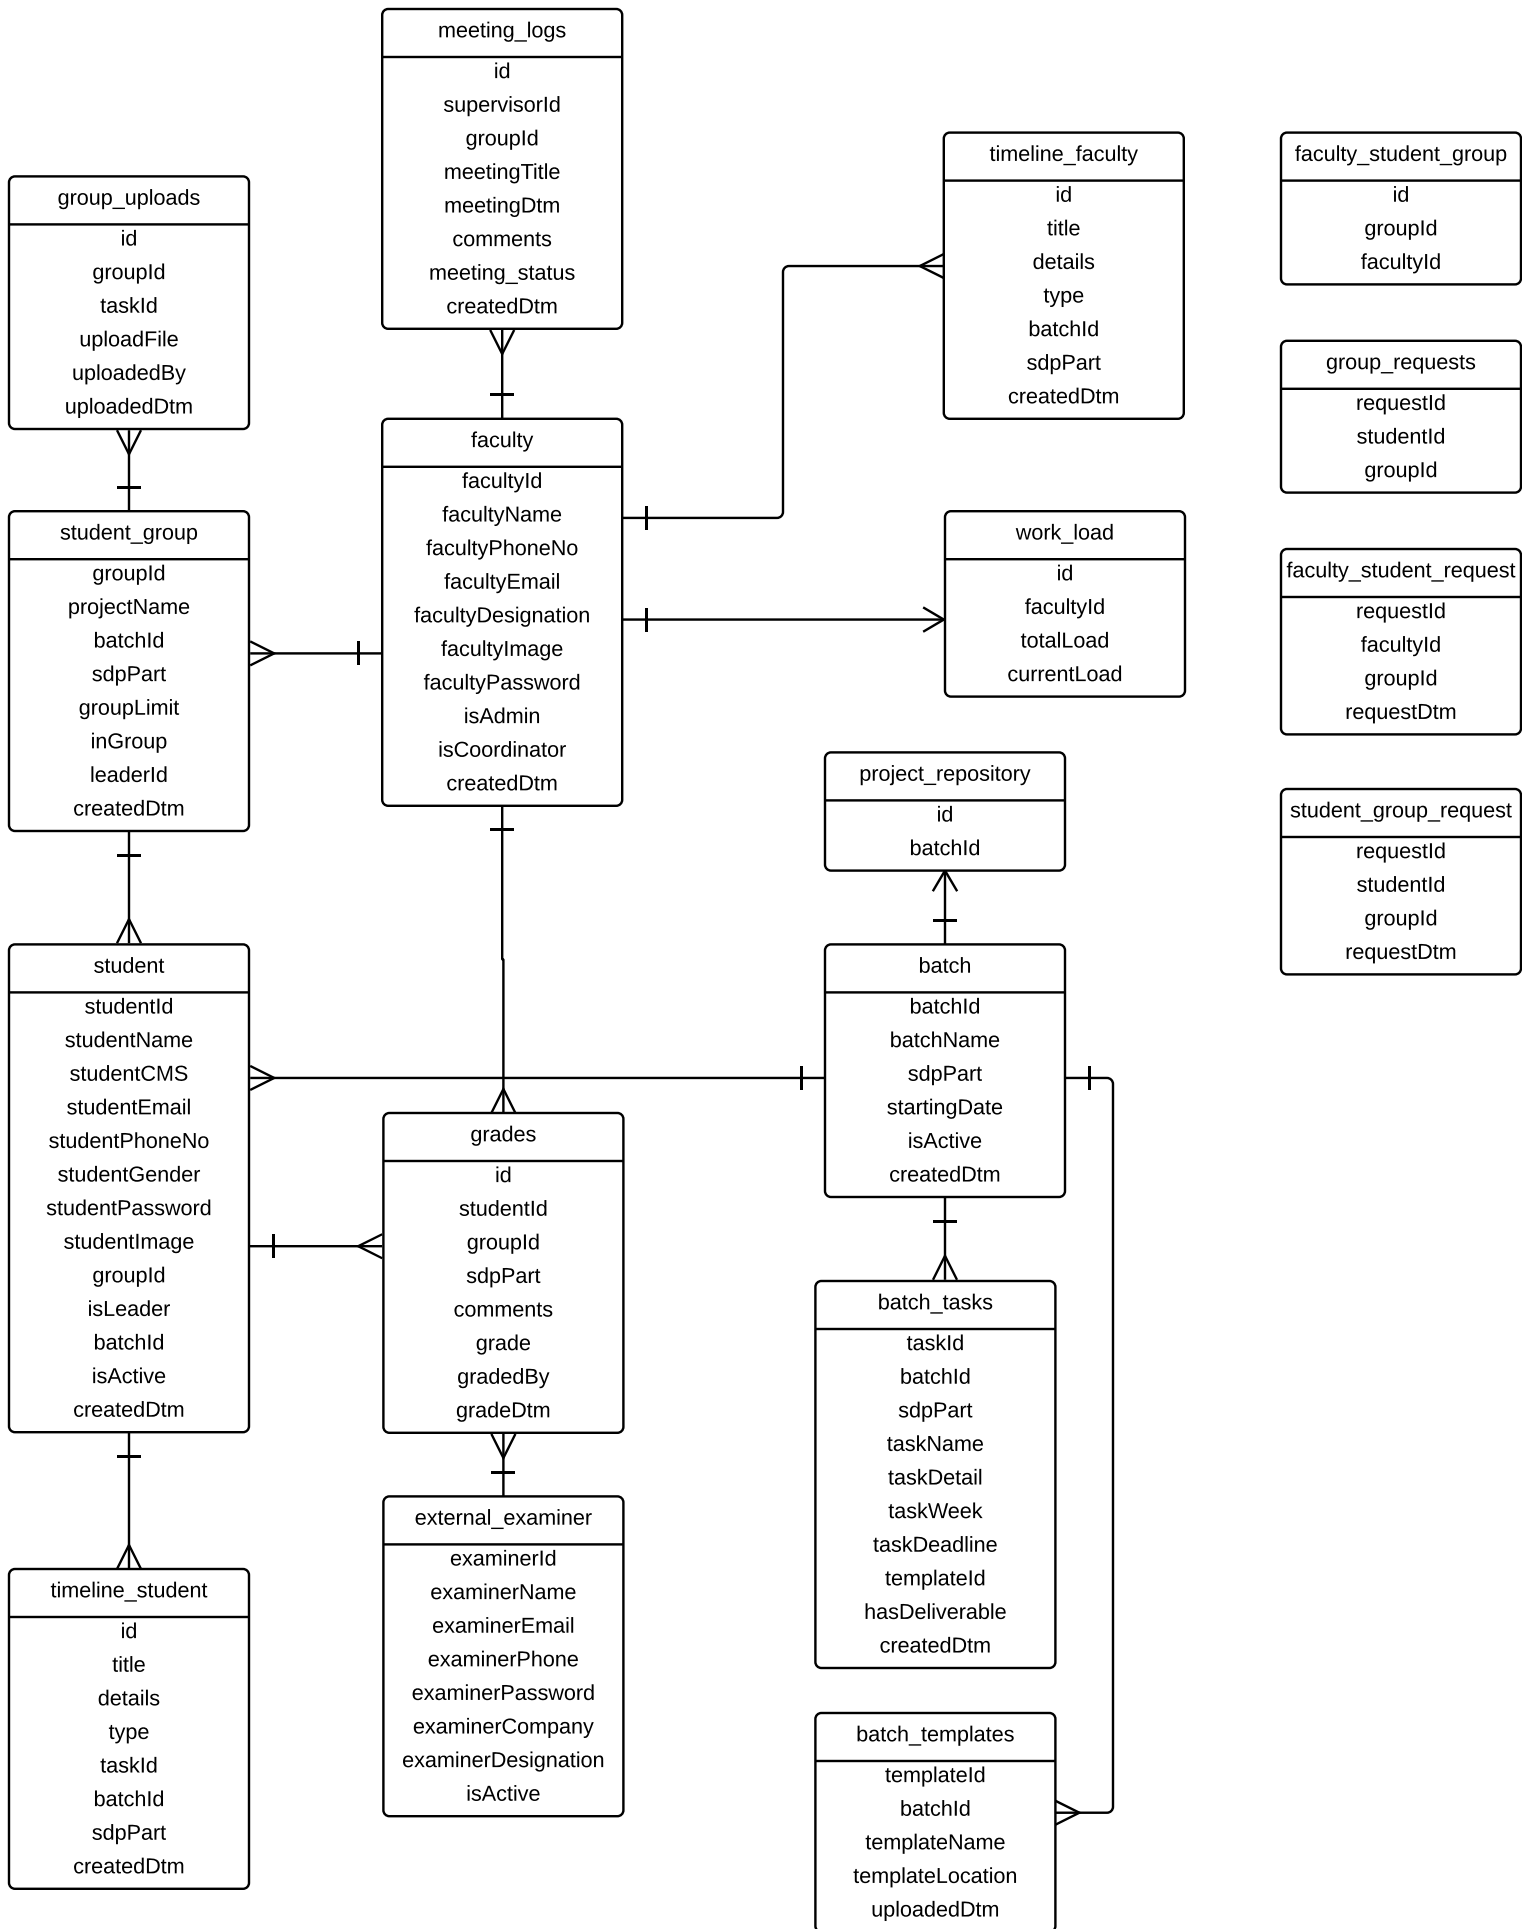 meeting_logs
id
supervisorId
groupId
meetingTitle
meetingDtm
comments
meeting_status
createdDtm
timeline_faculty
id
title
details
type
batchId
sdpPart
createdDtm
faculty_student_group
id
groupId
facultyId
group_uploads
id
groupId
taskId
uploadFile
uploadedBy
uploadedDtm
group_requests
requestId
studentId
groupId
faculty
facultyId
facultyName
facultyPhoneNo
facultyEmail
facultyDesignation
facultyImage
facultyPassword
isAdmin
isCoordinator
createdDtm
student_group
groupId
projectName
batchId
sdpPart
groupLimit
inGroup
leaderId
createdDtm
work_load
id
facultyId
totalLoad
currentLoad
faculty_student_request
requestId
facultyId
groupId
requestDtm
project_repository
id
batchId
student_group_request
requestId
studentId
groupId
requestDtm
student
studentId
studentName
studentCMS
studentEmail
studentPhoneNo
studentGender
studentPassword
studentImage
groupId
isLeader
batchId
isActive
createdDtm
batch
batchId
batchName
sdpPart
startingDate
isActive
createdDtm
grades
id
studentId
groupId
sdpPart
comments
grade
gradedBy
gradeDtm
batch_tasks
taskId
batchId
sdpPart
taskName
taskDetail
taskWeek
taskDeadline
templateId
hasDeliverable
createdDtm
external_examiner
examinerId
examinerName
examinerEmail
examinerPhone
examinerPassword
examinerCompany
examinerDesignation
isActive
timeline_student
id
title
details
type
taskId
batchId
sdpPart
createdDtm
batch_templates
templateId
batchId
templateName
templateLocation
uploadedDtm